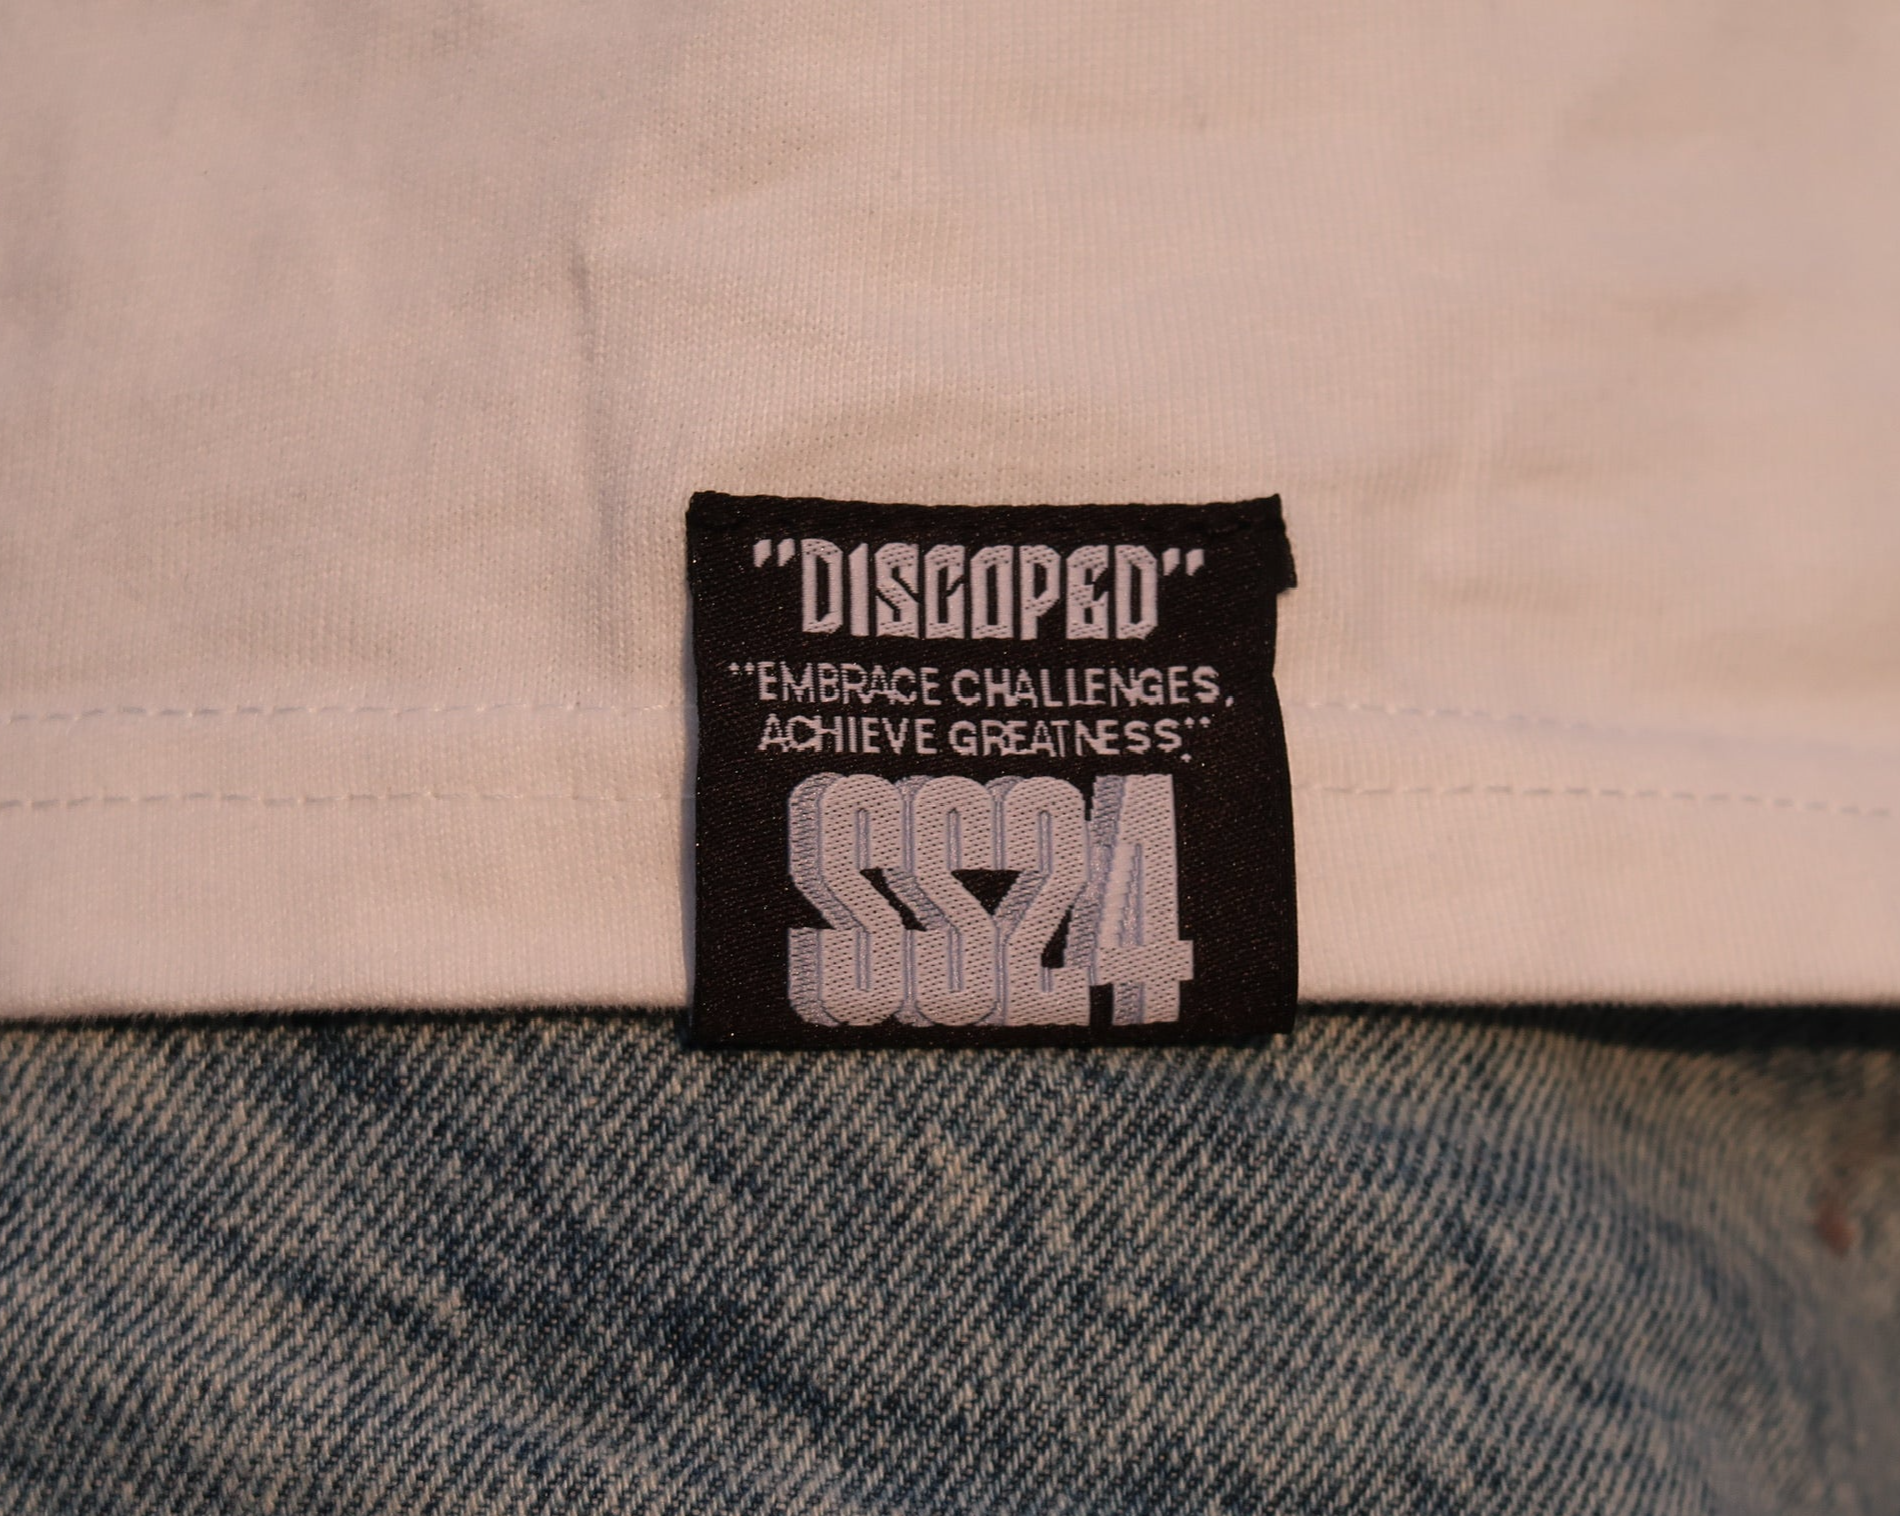 "DISCOPED"
"EMBRACE CHALLENGES,
ACHIEVE GREATNESS".
SS24